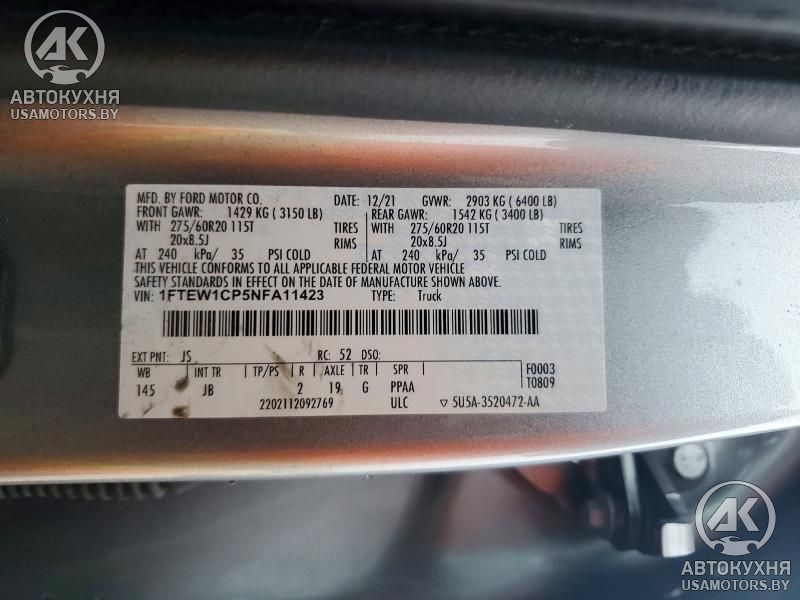 АК
АВТОКУХНЯ
USAMOTORS.BY
MFD. BY FORD MOTOR CO. DATE: 12/21 GVWR: 2903 KG (6400 LB)
FRONT GAWR: 1429 KG (3150 LB) REAR GAWR: 1542 KG (3400 LB)
WITH 275/60R20 115T TIRES WITH 275/60R20 115T TIRES
20x8.5J RIMS 20x8.5J RIMS
AT 240 kPa/ 35 PSI COLD AT 240 kPa/ 35 PSI COLD
THIS VEHICLE CONFORMS TO ALL APPLICABLE FEDERAL MOTOR VEHICLE
SAFETY STANDARDS IN EFFECT ON THE DATE OF MANUFACTURE SHOWN ABOVE.
VIN: 1FTEW1CP5NFA11423 TYPE: Truck
EXT PNT: JS RC: 52 DSO:
WB INT TR TP/PS R AXLE TR SPR F0003
145 JB 2 19 G PPAA T0809
2202112092769 ULC ▽ 5U5A-3520472-AA
АК
АВТОКУХНЯ
USAMOTORS.BY